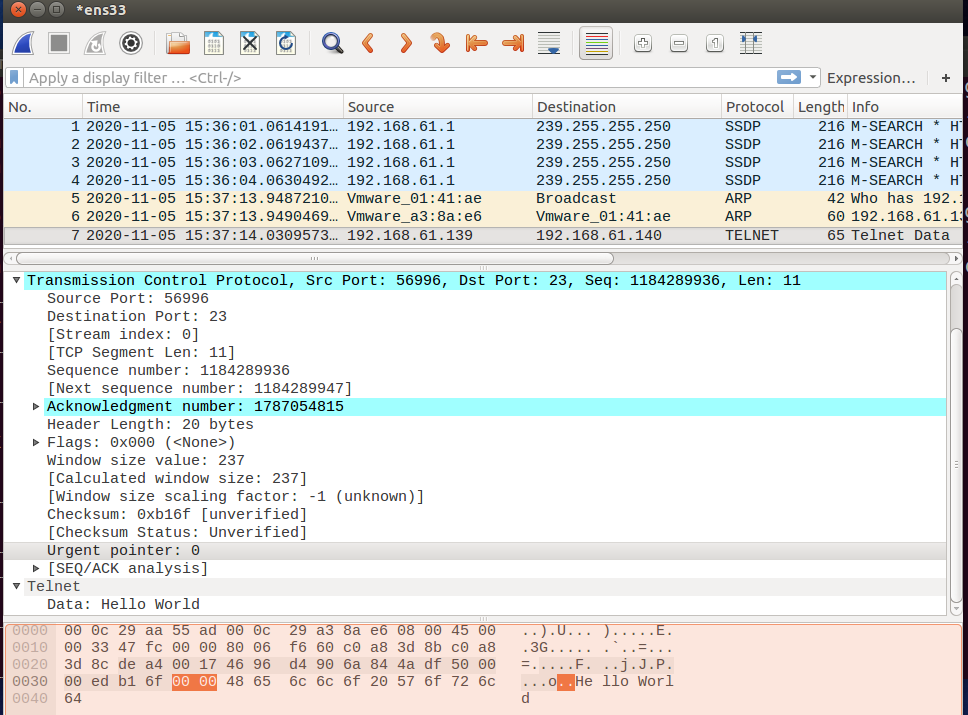 *ens33
Apply a display filter … <Ctrl-/>
Expression… +
No. Time Source Destination Protocol Length Info
1 2020-11-05 15:36:01.0614191… 192.168.61.1 239.255.255.250 SSDP 216 M-SEARCH * HT
2 2020-11-05 15:36:02.0619437… 192.168.61.1 239.255.255.250 SSDP 216 M-SEARCH * HT
3 2020-11-05 15:36:03.0627109… 192.168.61.1 239.255.255.250 SSDP 216 M-SEARCH * HT
4 2020-11-05 15:36:04.0630492… 192.168.61.1 239.255.255.250 SSDP 216 M-SEARCH * HT
5 2020-11-05 15:37:13.9487210… Vmware_01:41:ae Broadcast ARP 42 Who has 192.1
6 2020-11-05 15:37:13.9490469… Vmware_a3:8a:e6 Vmware_01:41:ae ARP 60 192.168.61.13
7 2020-11-05 15:37:14.0309573… 192.168.61.139 192.168.61.140 TELNET 65 Telnet Data
Transmission Control Protocol, Src Port: 56996, Dst Port: 23, Seq: 1184289936, Len: 11
Source Port: 56996
Destination Port: 23
[Stream index: 0]
[TCP Segment Len: 11]
Sequence number: 1184289936
[Next sequence number: 1184289947]
Acknowledgment number: 1787054815
Header Length: 20 bytes
Flags: 0x000 (<None>)
Window size value: 237
[Calculated window size: 237]
[Window size scaling factor: -1 (unknown)]
Checksum: 0xb16f [unverified]
[Checksum Status: Unverified]
Urgent pointer: 0
[SEQ/ACK analysis]
Telnet
Data: Hello World
0000 00 0c 29 aa 55 ad 00 0c 29 a3 8a e6 08 00 45 00 ..).U... ).....E.
0010 00 33 47 fc 00 00 80 06 f6 60 c0 a8 3d 8b c0 a8 .3G..... .`..=...
0020 3d 8c de a4 00 17 46 96 d4 90 6a 84 4a df 50 00 =.....F. ..j.J.P.
0030 00 ed b1 6f 00 00 48 65 6c 6c 6f 20 57 6f 72 6c ...o..He llo Worl
0040 64 d